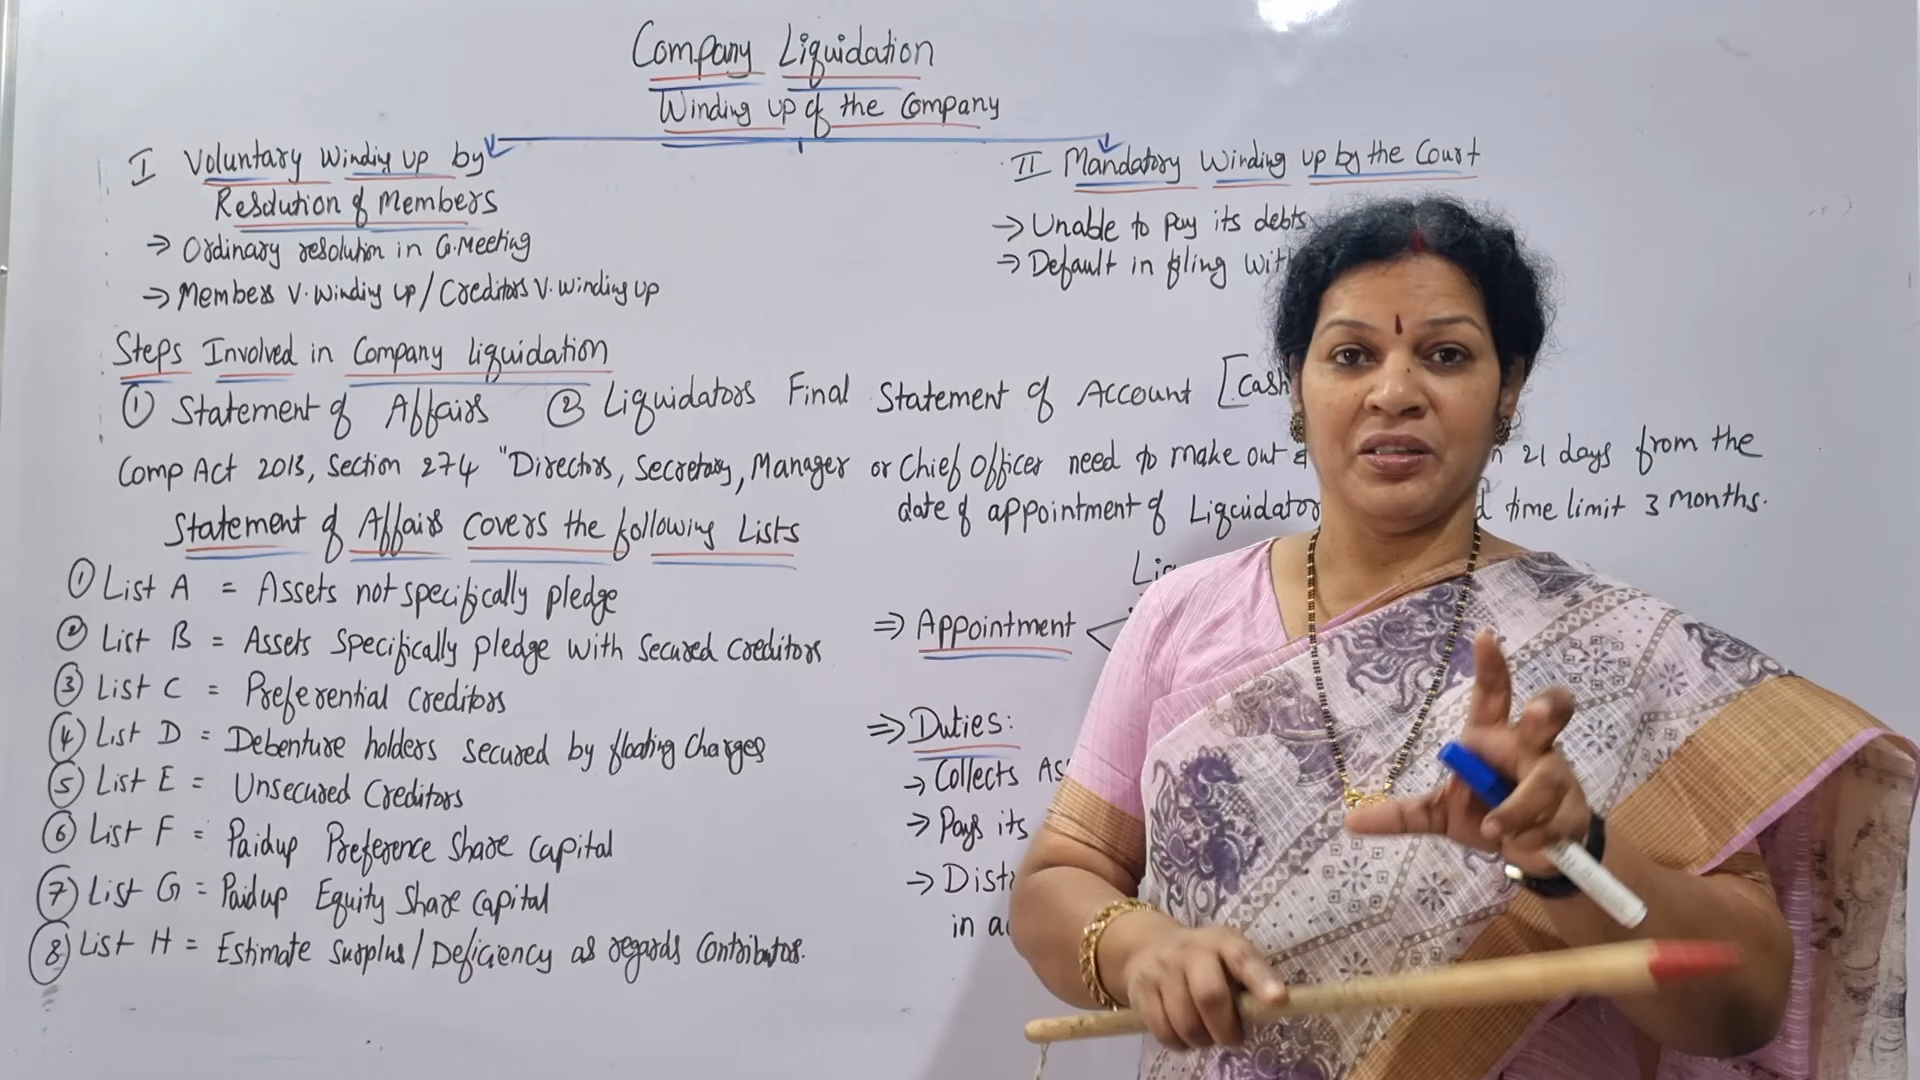 Company Liquidation
Winding up of the Company
I Voluntary Winding up by
Resolution of Members
→ Ordinary resolution in G.Meeting
→ Members V. Winding up / Creditors V. Winding up
II Mandatory Winding up by the Court
→ Unable to pay its debts
→ Default in filing
Steps Involved in Company liquidation
① Statement of Affairs ② Liquidators Final Statement of Account [Cash
Comp Act 2013, Section 274 "Directors, Secretary, Manager or Chief Officer need to make out 21 days from the
date of appointment of Liquidator time limit 3 months.
Statement of Affairs covers the following Lists
① List A = Assets not specifically pledge
② List B = Assets specifically pledge with secured creditors
③ List C = Preferential Creditors
④ List D = Debenture holders secured by floating Charges
⑤ List E = Unsecured Creditors
⑥ List F = Paidup Preference Share Capital
⑦ List G = Paidup Equity Share Capital
⑧ List H = Estimate Surplus / Deficiency as regards Contributors.
⇒ Appointment
⇒ Duties:
→ Collects
→ Pays its
→
in